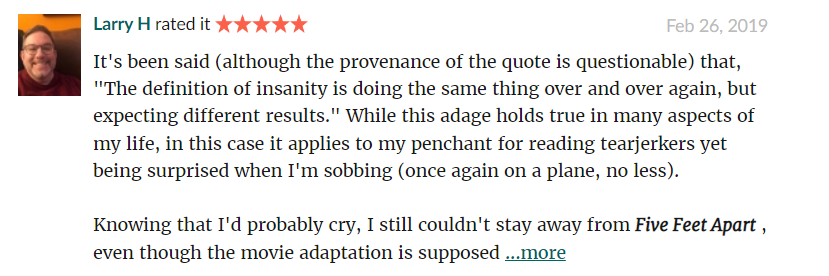 Larry H rated it Feb 26, 2019
It's been said (although the provenance of the quote is questionable) that,
"The definition of insanity is doing the same thing over and over again, but
expecting different results." While this adage holds true in many aspects of
my life, in this case it applies to my penchant for reading tearjerkers yet
being surprised when I'm sobbing (once again on a plane, no less).
Knowing that I'd probably cry, I still couldn't stay away from Five Feet Apart ,
even though the movie adaptation is supposed ...more